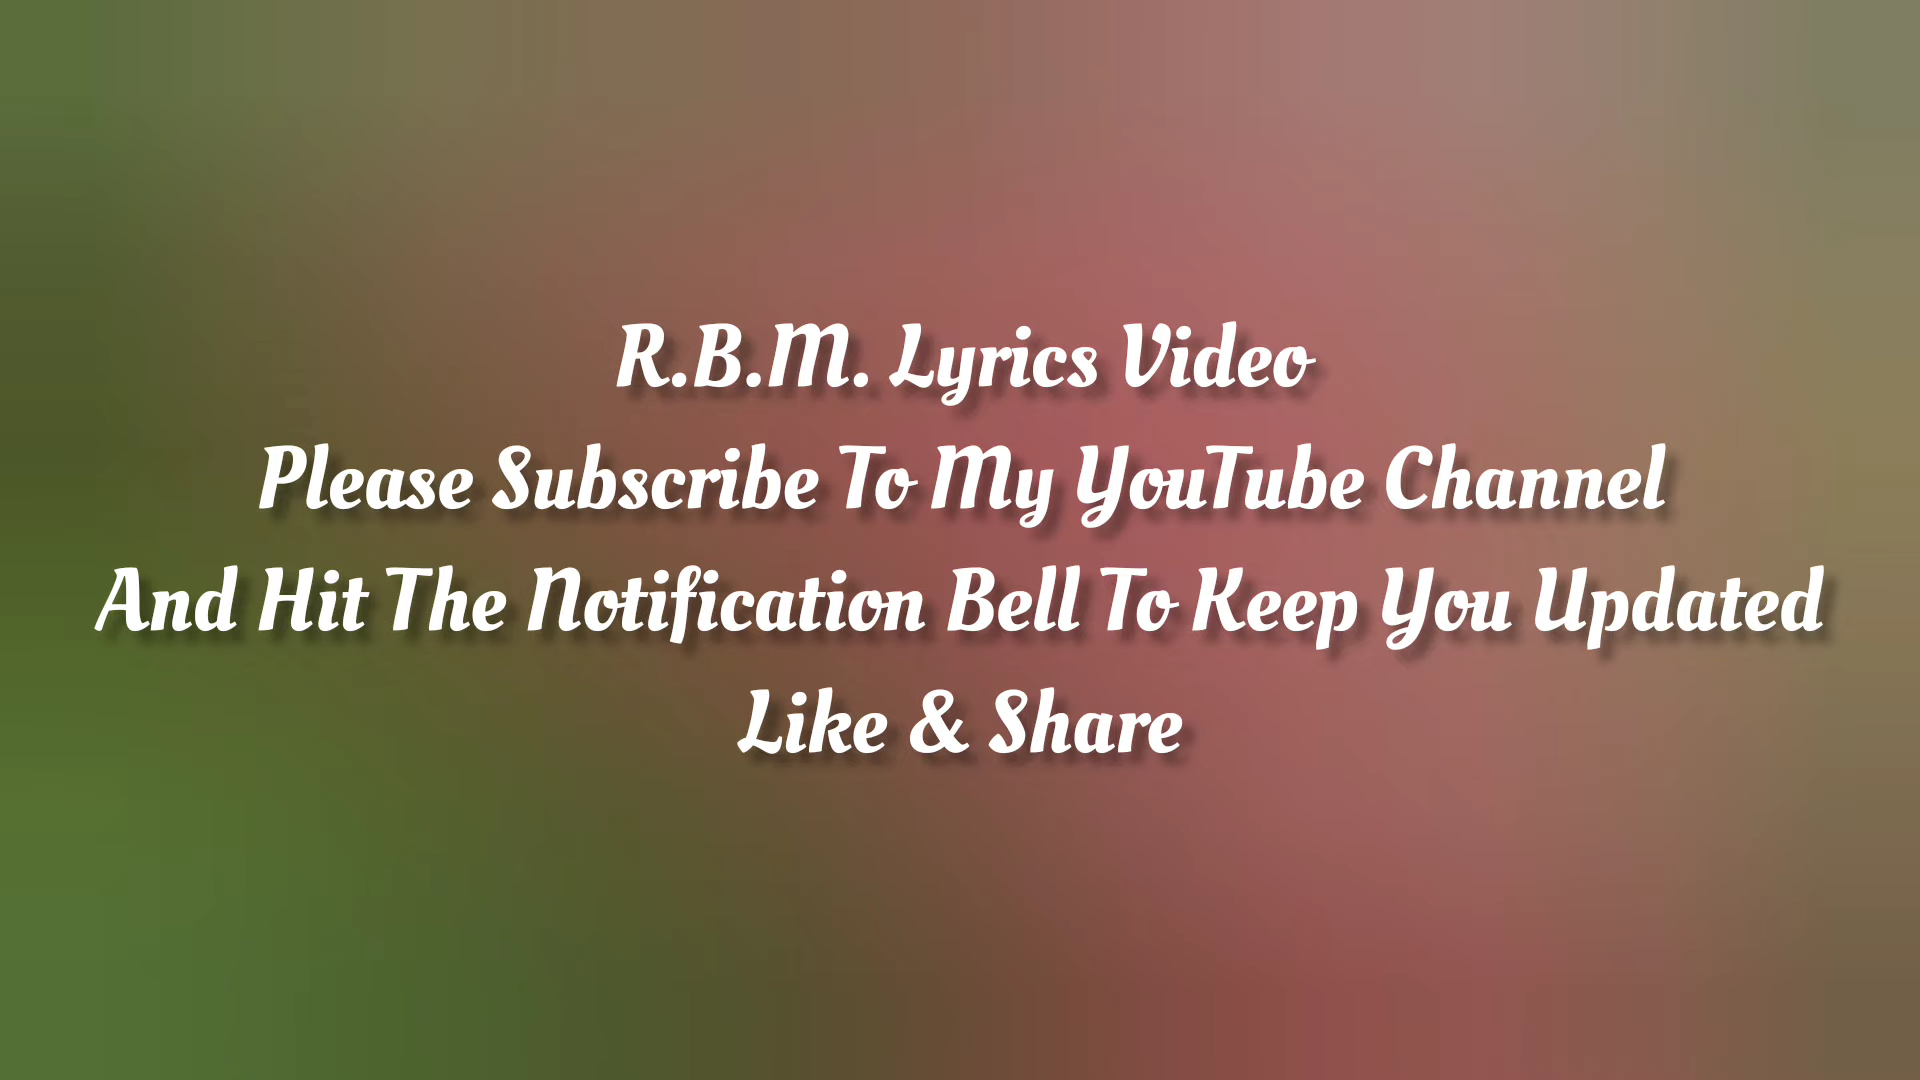 R.B.M. Lyrics Video
Please Subscribe To My YouTube Channel
And Hit The Notification Bell To Keep You Updated
Like & Share